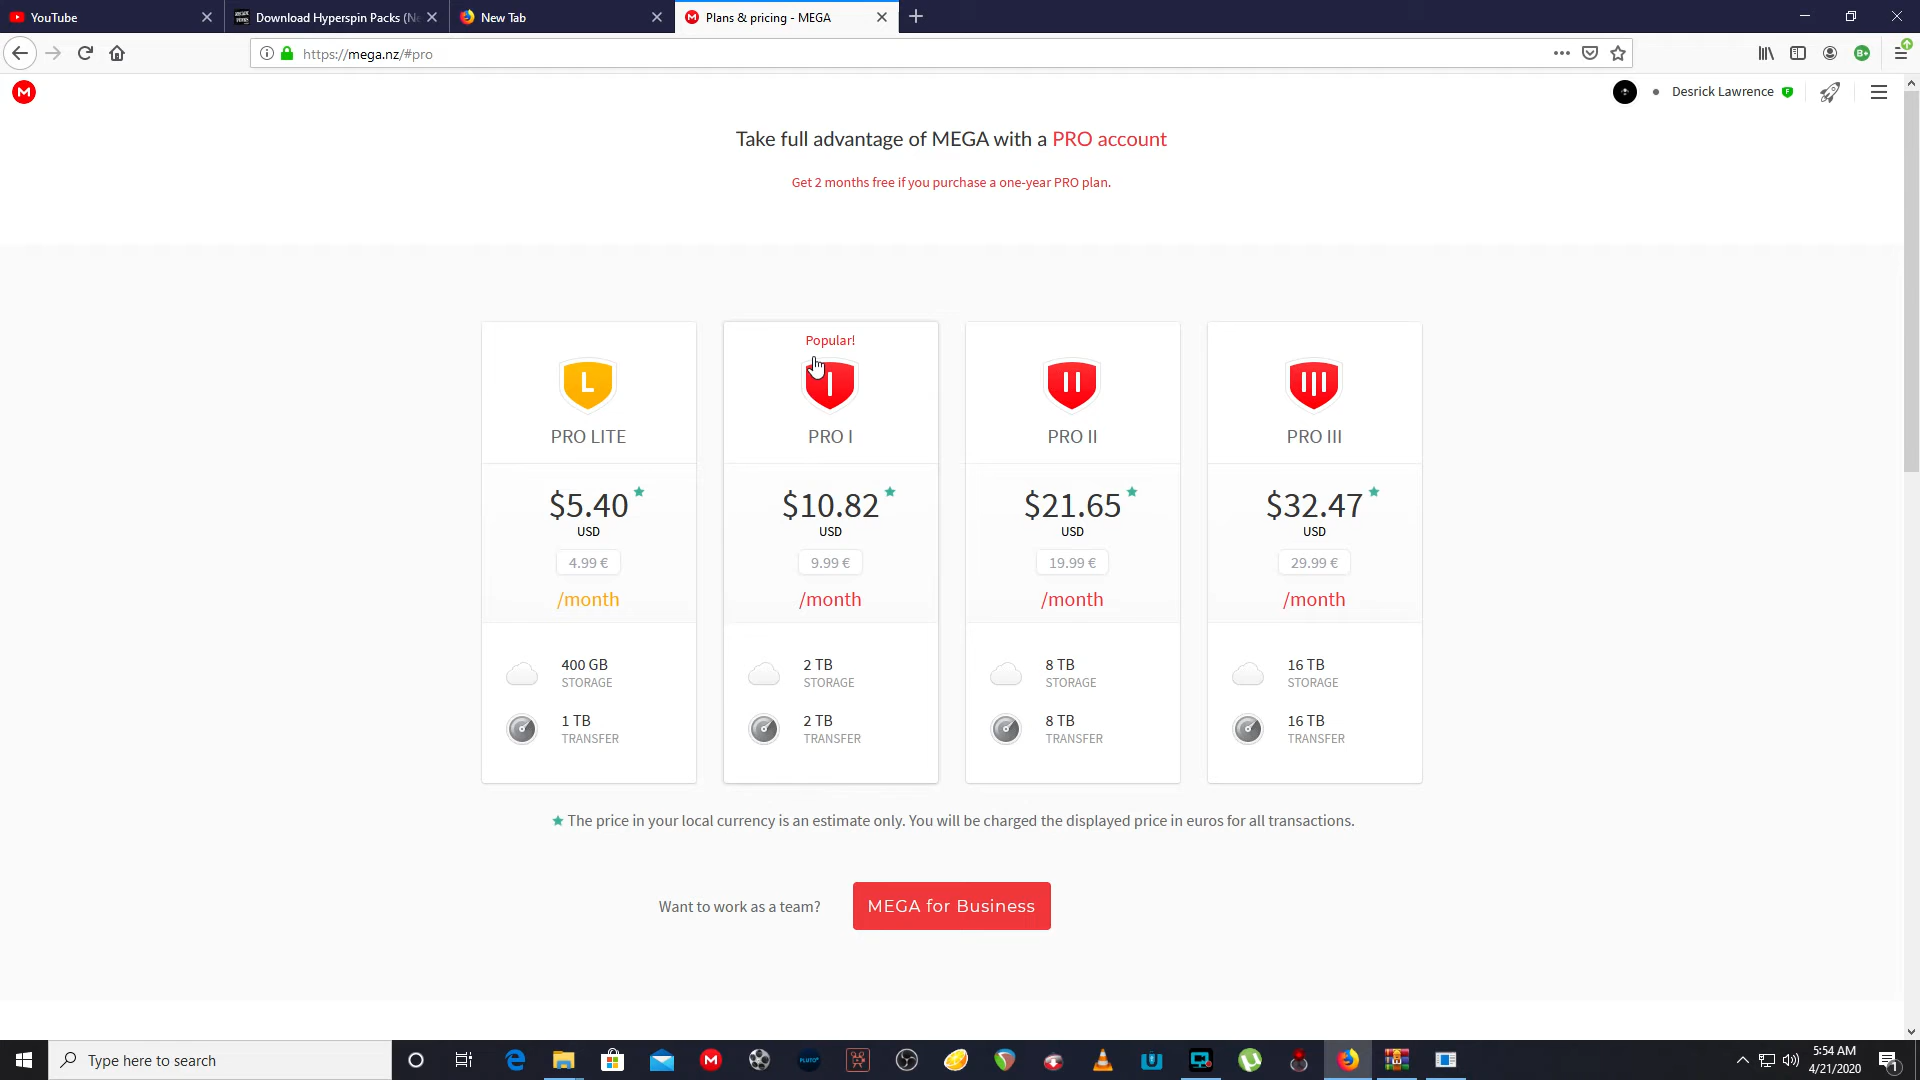 YouTube
Download Hyperspin Packs (Ne
New Tab
Plans & pricing - MEGA
https://mega.nz/#pro
M
Desrick Lawrence
Take full advantage of MEGA with a PRO account
Get 2 months free if you purchase a one-year PRO plan.
L
PRO LITE
$5.40
USD
4.99 €
/month
400 GB
STORAGE
1 TB
TRANSFER
Popular!
I
PRO I
$10.82
USD
9.99 €
/month
2 TB
STORAGE
2 TB
TRANSFER
II
PRO II
$21.65
USD
19.99 €
/month
8 TB
STORAGE
8 TB
TRANSFER
III
PRO III
$32.47
USD
29.99 €
/month
16 TB
STORAGE
16 TB
TRANSFER
The price in your local currency is an estimate only. You will be charged the displayed price in euros for all transactions.
Want to work as a team?
MEGA for Business
Type here to search
5:54 AM
4/21/2020